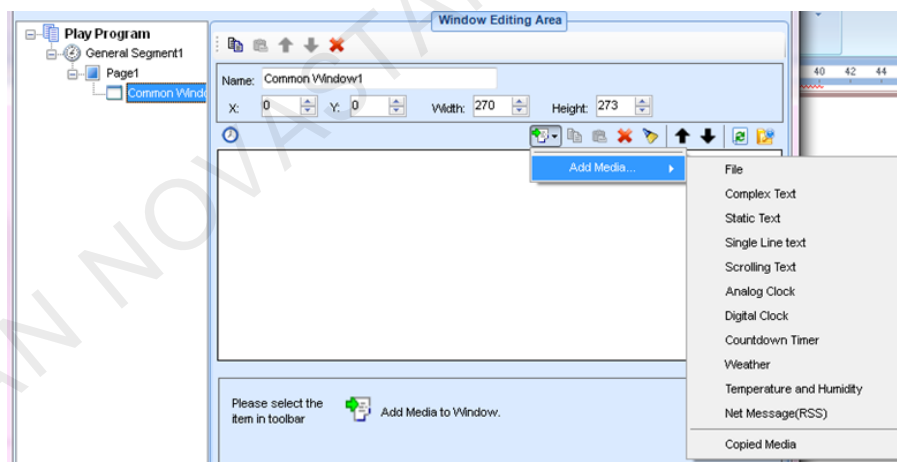 Window Editing Area
Play Program
General Segment1
Page1
Common Windo
Name: Common Window1
X: 0 Y: 0 Width: 270 Height: 273
40 42 44
Add Media...
File
Complex Text
Static Text
Single Line text
Scrolling Text
Analog Clock
Digital Clock
Countdown Timer
Weather
Temperature and Humidity
Net Message(RSS)
Copied Media
Please select the
item in toolbar
Add Media to Window.
AN NOVASTAR